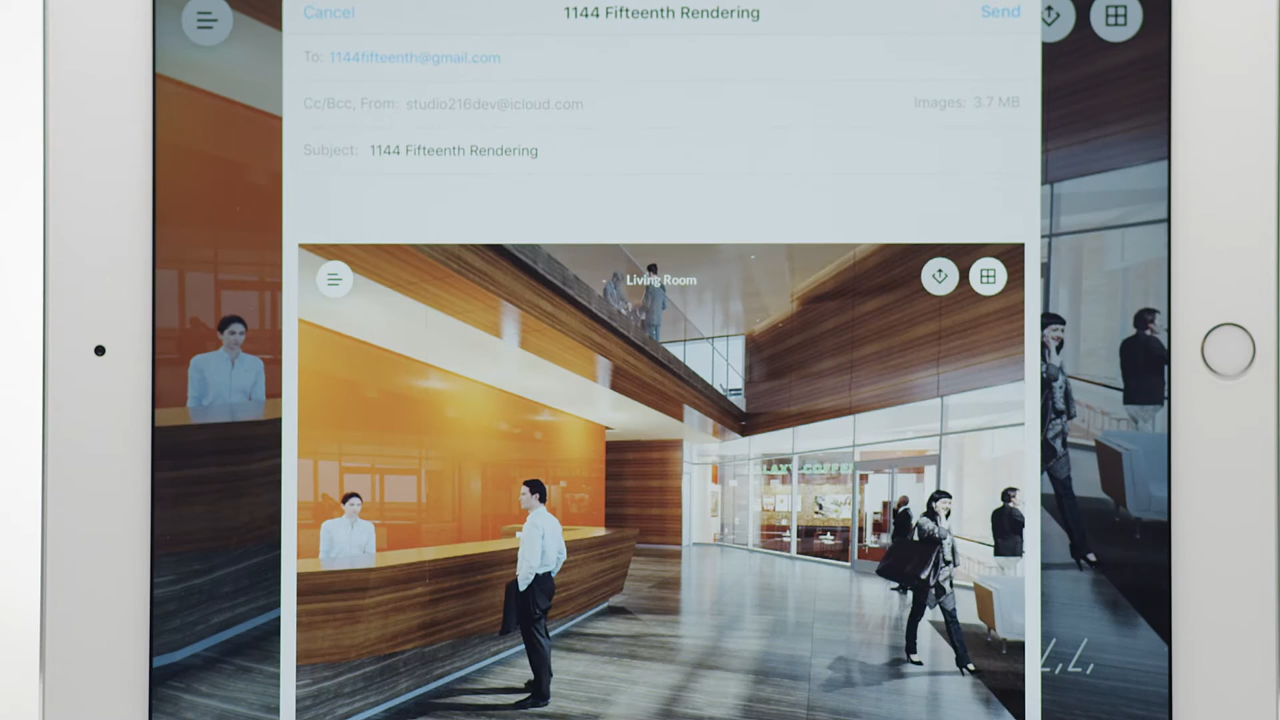 Cancel 1144 Fifteenth Rendering Send
To: 1144fifteenth@gmail.com
Cc/Bcc, From: studio216dev@icloud.com Images: 3.7 MB
Subject: 1144 Fifteenth Rendering
Living Room
COFFEE